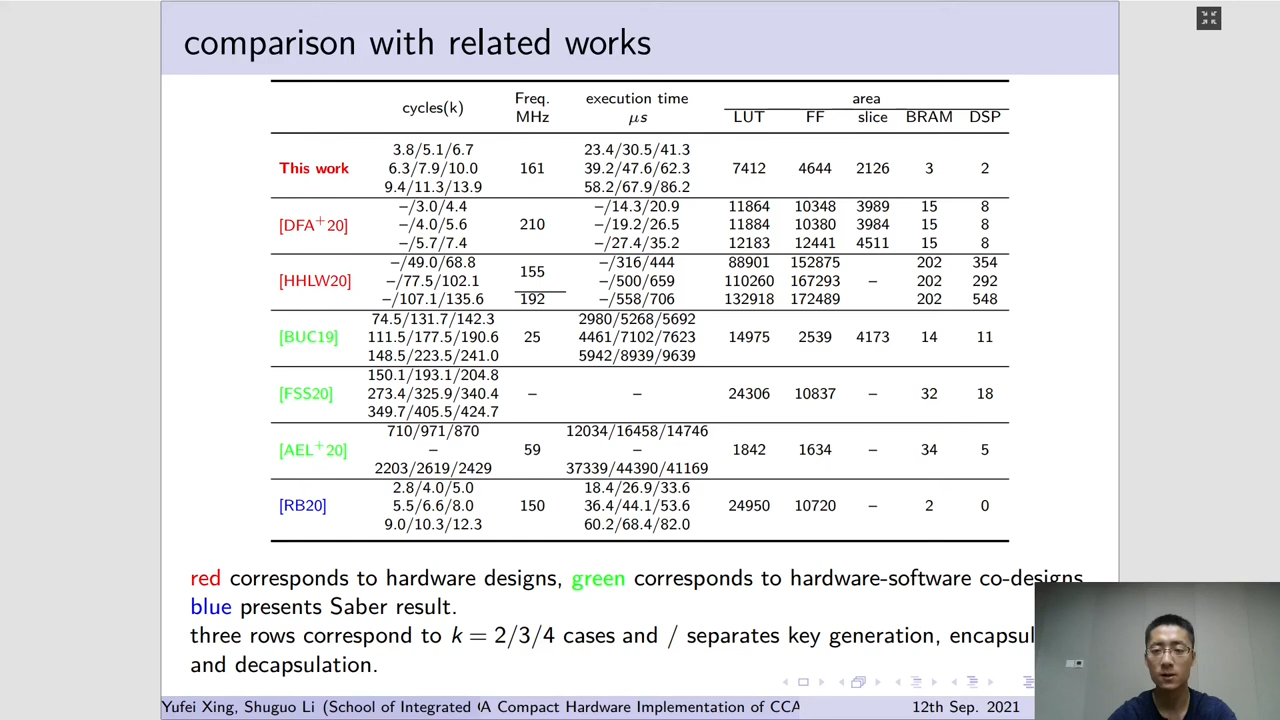 comparison with related works
cycles(k) Freq. MHz execution time μs area
LUT FF slice BRAM DSP
3.8/5.1/6.7 23.4/30.5/41.3
This work 6.3/7.9/10.0 161 39.2/47.6/62.3 7412 4644 2126 3 2
9.4/11.3/13.9 58.2/67.9/86.2
–/3.0/4.4 –/14.3/20.9 11864 10348 3989 15 8
[DFA+20] –/4.0/5.6 210 –/19.2/26.5 11884 10380 3984 15 8
–/5.7/7.4 –/27.4/35.2 12183 12441 4511 15 8
–/49.0/68.8 155 –/316/444 88901 152875 202 354
[HHLW20] –/77.5/102.1 –/500/659 110260 167293 – 202 292
–/107.1/135.6 192 –/558/706 132918 172489 202 548
74.5/131.7/142.3 2980/5268/5692
[BUC19] 111.5/177.5/190.6 25 4461/7102/7623 14975 2539 4173 14 11
148.5/223.5/241.0 5942/8939/9639
150.1/193.1/204.8
[FSS20] 273.4/325.9/340.4 – – 24306 10837 – 32 18
349.7/405.5/424.7
710/971/870 12034/16458/14746
[AEL+20] – 59 – 1842 1634 – 34 5
2203/2619/2429 37339/44390/41169
2.8/4.0/5.0 18.4/26.9/33.6
[RB20] 5.5/6.6/8.0 150 36.4/44.1/53.6 24950 10720 – 2 0
9.0/10.3/12.3 60.2/68.4/82.0
red corresponds to hardware designs, green corresponds to hardware-software co-designs
blue presents Saber result.
three rows correspond to k = 2/3/4 cases and / separates key generation, encapsul
and decapsulation.
Yufei Xing, Shuguo Li (School of Integrated A Compact Hardware Implementation of CCA 12th Sep. 2021